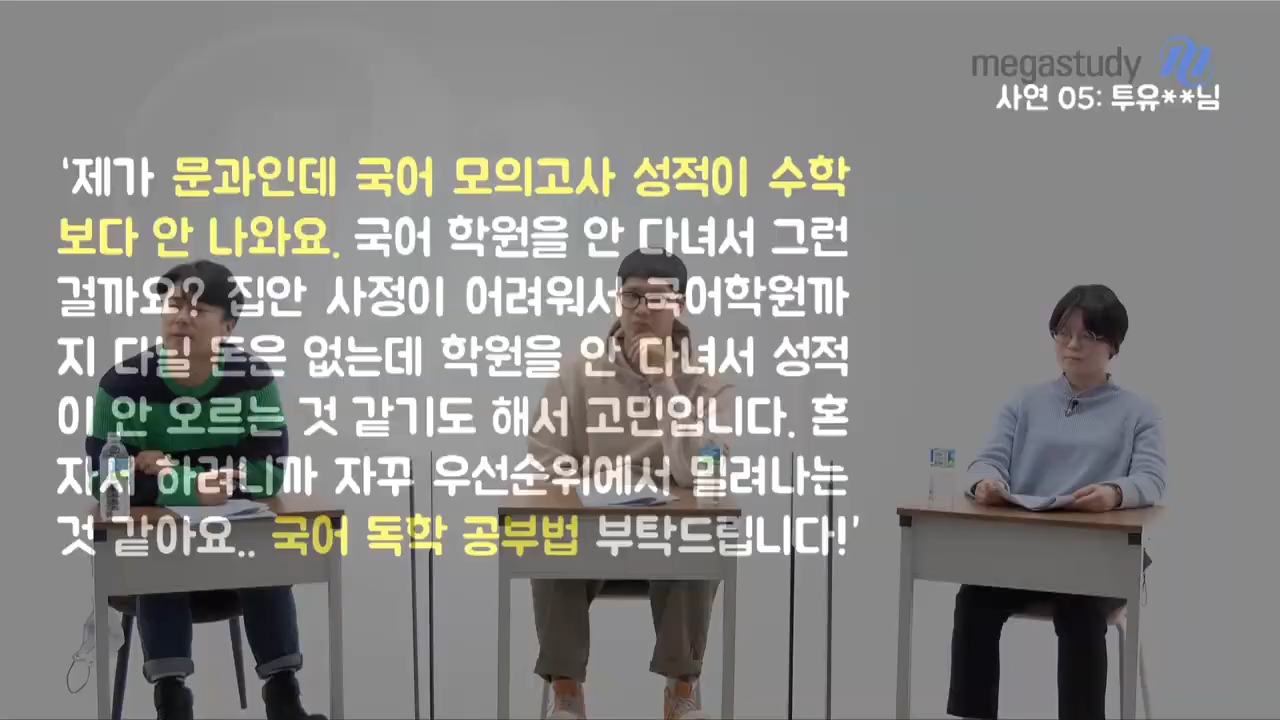 megastudy
사연 05: 투유**님
‘제가 문과인데 국어 모의고사 성적이 수학
보다 안 나와요. 국어 학원을 안 다녀서 그런
걸까요? 집안 사정이 어려워서 국어학원까
지 다닐 돈은 없는데 학원을 안 다녀서 성적
이 안 오르는 것 같기도 해서 고민입니다. 혼
자서 하려니까 자꾸 우선순위에서 밀려나는
것 같아요.. 국어 독학 공부법 부탁드립니다!’